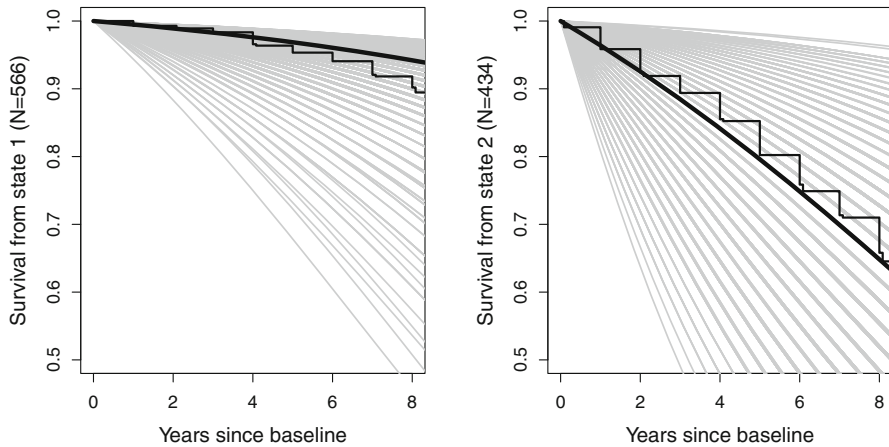 Survival from state 1 (N=566)
1.0
0.9
0.8
0.7
0.6
0.5
0 2 4 6 8
Years since baseline
Survival from state 2 (N=434)
1.0
0.9
0.8
0.7
0.6
0.5
0 2 4 6 8
Years since baseline